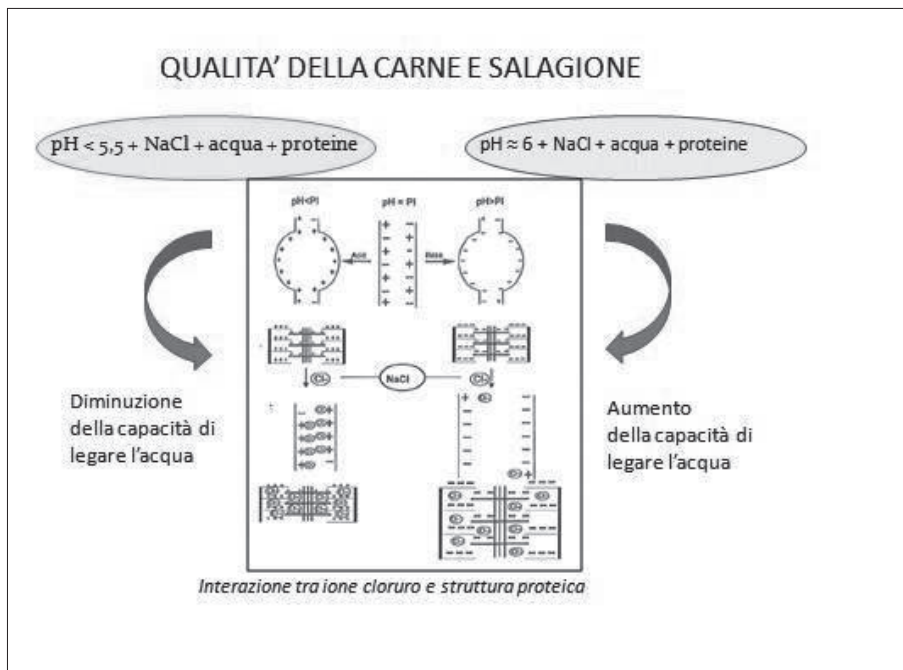 QUALITA' DELLA CARNE E SALAGIONE
pH < 5,5 + NaCl + acqua + proteine
pH ≈ 6 + NaCl + acqua + proteine
pH<PI
pH = PI
pH>PI
Acid
Base
Cl-
NaCl
Cl-
Diminuzione
della capacità di
legare l'acqua
Aumento
della capacità di
legare l'acqua
Interazione tra ione cloruro e struttura proteica